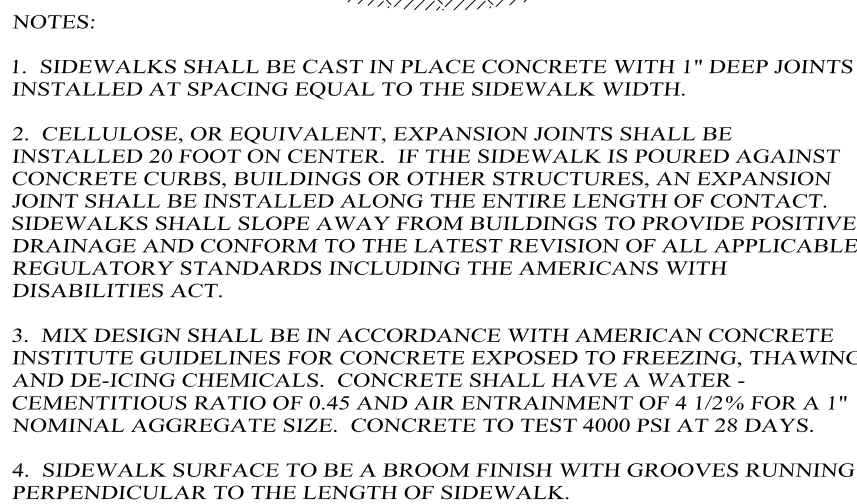 NOTES:
1. SIDEWALKS SHALL BE CAST IN PLACE CONCRETE WITH 1" DEEP JOINTS
INSTALLED AT SPACING EQUAL TO THE SIDEWALK WIDTH.
2. CELLULOSE, OR EQUIVALENT, EXPANSION JOINTS SHALL BE
INSTALLED 20 FOOT ON CENTER. IF THE SIDEWALK IS POURED AGAINST
CONCRETE CURBS, BUILDINGS OR OTHER STRUCTURES, AN EXPANSION
JOINT SHALL BE INSTALLED ALONG THE ENTIRE LENGTH OF CONTACT.
SIDEWALKS SHALL SLOPE AWAY FROM BUILDINGS TO PROVIDE POSITIVE
DRAINAGE AND CONFORM TO THE LATEST REVISION OF ALL APPLICABLE
REGULATORY STANDARDS INCLUDING THE AMERICANS WITH
DISABILITIES ACT.
3. MIX DESIGN SHALL BE IN ACCORDANCE WITH AMERICAN CONCRETE
INSTITUTE GUIDELINES FOR CONCRETE EXPOSED TO FREEZING, THAWING
AND DE-ICING CHEMICALS. CONCRETE SHALL HAVE A WATER -
CEMENTITIOUS RATIO OF 0.45 AND AIR ENTRAINMENT OF 4 1/2% FOR A 1"
NOMINAL AGGREGATE SIZE. CONCRETE TO TEST 4000 PSI AT 28 DAYS.
4. SIDEWALK SURFACE TO BE A BROOM FINISH WITH GROOVES RUNNING
PERPENDICULAR TO THE LENGTH OF SIDEWALK.